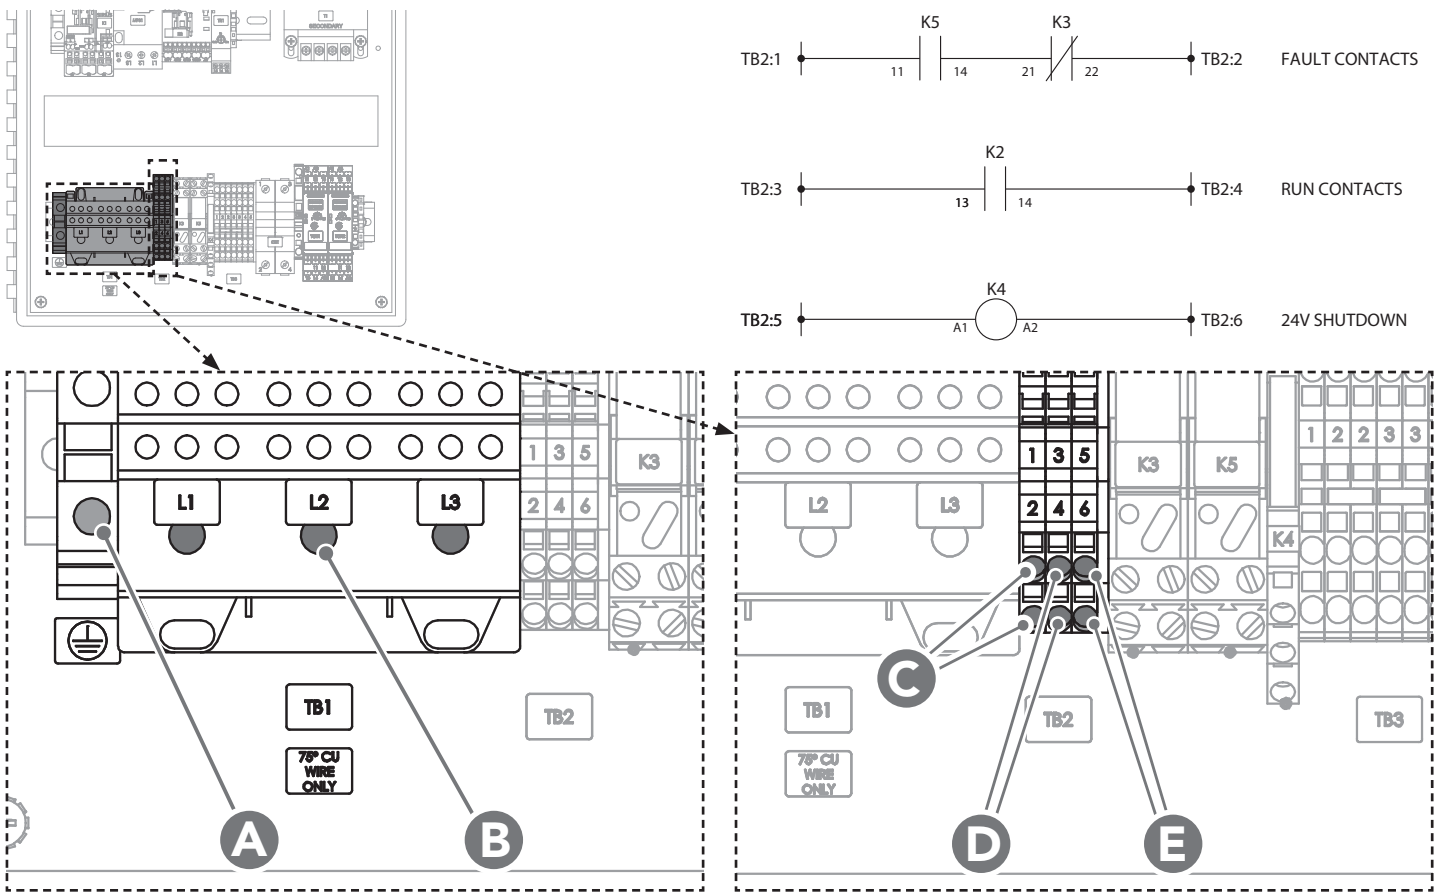 SECONDARY
K5 K3
TB2:1 11 14 21 22 TB2:2 FAULT CONTACTS
K2
TB2:3 13 14 TB2:4 RUN CONTACTS
K4
TB2:5 A1 A2 TB2:6 24V SHUTDOWN
1 3 5 K3
L1 L2 L3 2 4 6
TB1 TB2
75° CU
WIRE
ONLY
A B
1 3 5 K3 K5 1 2 2 3 3
L2 L3 2 4 6
K4
C
TB1 TB2 TB3
75° CU
WIRE
ONLY
D E